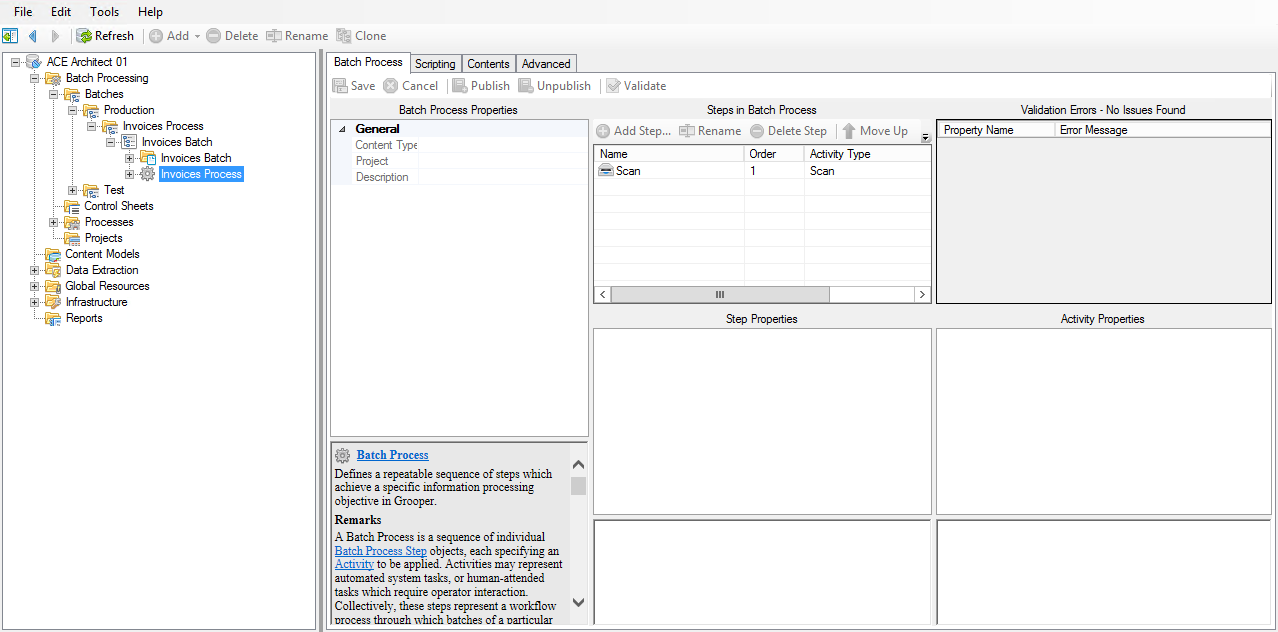 File Edit Tools Help
Refresh Add Delete Rename Clone
ACE Architect 01
Batch Processing
Batches
Production
Invoices Process
Invoices Batch
Invoices Batch
Invoices Process
Test
Control Sheets
Processes
Projects
Content Models
Data Extraction
Global Resources
Infrastructure
Reports
Batch Process Scripting Contents Advanced
Save Cancel Publish Unpublish Validate
Batch Process Properties
General
Content Type
Project
Description
Batch Process
Defines a repeatable sequence of steps which
achieve a specific information processing
objective in Grooper.
Remarks
A Batch Process is a sequence of individual
Batch Process Step objects, each specifying an
Activity to be applied. Activities may represent
automated system tasks, or human-attended
tasks which require operator interaction.
Collectively, these steps represent a workflow
process through which batches of a particular
Steps in Batch Process
Add Step... Rename Delete Step Move Up
Name Order Activity Type
Scan 1 Scan
Validation Errors - No Issues Found
Property Name Error Message
Step Properties
Activity Properties